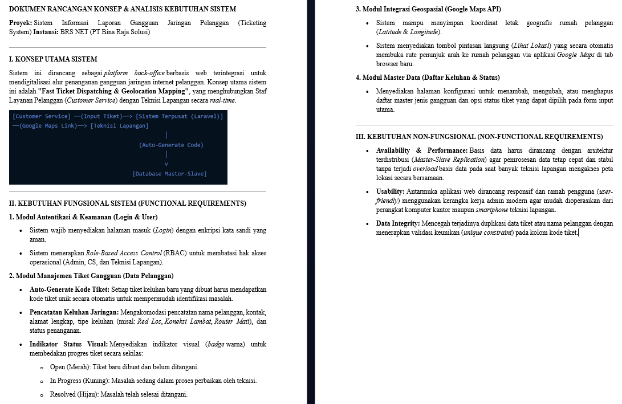 DOKUMEN RANCANGAN KONSEP & ANALISIS KEBUTUHAN SISTEM
Proyek: Sistem Informasi Laporan Gangguan Jaringan Pelanggan (Ticketing
System) Instansi: BRS NET (PT Bina Raja Solusi)
I. KONSEP UTAMA SISTEM
Sistem ini dirancang sebagai platform back-office berbasis web terintegrasi untuk
mendigitalisasi alur penanganan gangguan jaringan internet pelanggan. Konsep utama sistem
ini adalah "Fast Ticket Dispatching & Geolocation Mapping", yang menghubungkan Staf
Layanan Pelanggan (Customer Service) dengan Teknisi Lapangan secara real-time.
[Customer Service] --(Input Tiket)--> [Sistem Terpusat (Laravel)]
--(Google Maps Link)--> [Teknisi Lapangan]
|
(Auto-Generate Code)
|
v
[Database Master-Slave]
II. KEBUTUHAN FUNGSIONAL SISTEM (FUNCTIONAL REQUIREMENTS)
1. Modul Autentikasi & Keamanan (Login & User)
• Sistem wajib menyediakan halaman masuk (Login) dengan enkripsi kata sandi yang
aman.
• Sistem menerapkan Role-Based Access Control (RBAC) untuk membatasi hak akses
operasional (Admin, CS, dan Teknisi Lapangan).
2. Modul Manajemen Tiket Gangguan (Data Pelanggan)
• Auto-Generate Kode Tiket: Setiap tiket keluhan baru yang dibuat harus mendapatkan
kode tiket unik secara otomatis untuk mempermudah identifikasi masalah.
• Pencatatan Keluhan Jaringan: Mengakomodasi pencatatan nama pelanggan, kontak,
alamat lengkap, tipe keluhan (misal: Red Los, Koneksi Lambat, Router Mati), dan
status penanganan.
• Indikator Status Visual: Menyediakan indikator visual (badge warna) untuk
membedakan progres tiket secara sekilas:
o Open (Merah): Tiket baru dibuat dan belum ditangani.
o In Progress (Kuning): Masalah sedang dalam proses perbaikan oleh teknisi.
o Resolved (Hijau): Masalah telah selesai ditangani.
3. Modul Integrasi Geospasial (Google Maps API)
• Sistem mampu menyimpan koordinat letak geografis rumah pelanggan
(Latitude & Longitude).
• Sistem menyediakan tombol pintasan langsung (Lihat Lokasi) yang secara otomatis
membuka rute penunjuk arah ke rumah pelanggan via aplikasi Google Maps di tab
browser baru.
4. Modul Master Data (Daftar Keluhan & Status)
• Menyediakan halaman konfigurasi untuk menambah, mengubah, atau menghapus
daftar master jenis gangguan dan opsi status tiket yang dapat dipilih pada form input
utama.
III. KEBUTUHAN NON-FUNGSIONAL (NON-FUNCTIONAL REQUIREMENTS)
• Availability & Performance: Basis data harus dirancang dengan arsitektur
terdistribusi (Master-Slave Replication) agar pemrosesan data tetap cepat dan stabil
tanpa terjadi overload basis data pada saat banyak teknisi lapangan mengakses peta
lokasi secara bersamaan.
• Usability: Antarmuka aplikasi web dirancang responsif dan ramah pengguna (user-
friendly) menggunakan kerangka kerja admin modern agar mudah dioperasikan dari
perangkat komputer kantor maupun smartphone teknisi lapangan.
• Data Integrity: Mencegah terjadinya duplikasi data tiket atau nama pelanggan dengan
menerapkan validasi keunikan (unique constraint) pada kolom kode tiket.